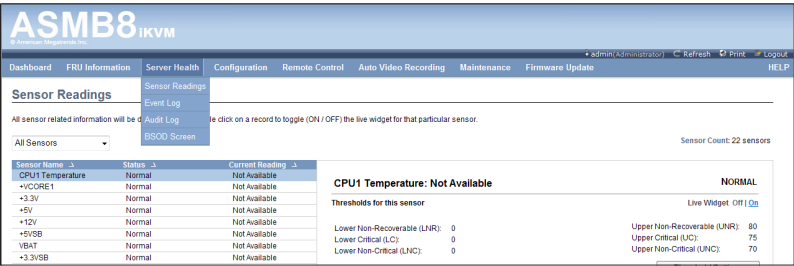 ASMB8iKVM
® American Megatrends Inc.
• admin(Administrator) Refresh Print Logout
Dashboard FRU Information Server Health Configuration Remote Control Auto Video Recording Maintenance Firmware Update HELP
Sensor Readings
Event Log
Audit Log
BSOD Screen
Sensor Readings
All sensor related information will be d le click on a record to toggle (ON / OFF) the live widget for that particular sensor.
All Sensors
Sensor Count: 22 sensors
Sensor Name Status Current Reading
CPU1 Temperature Normal Not Available
+VCORE1 Normal Not Available
+3.3V Normal Not Available
+5V Normal Not Available
+12V Normal Not Available
+5VSB Normal Not Available
VBAT Normal Not Available
+3.3VSB Normal Not Available
CPU1 Temperature: Not Available NORMAL
Thresholds for this sensor Live Widget Off | On
Lower Non-Recoverable (LNR): 0 Upper Non-Recoverable (UNR): 80
Lower Critical (LC): 0 Upper Critical (UC): 75
Lower Non-Critical (LNC): 0 Upper Non-Critical (UNC): 70